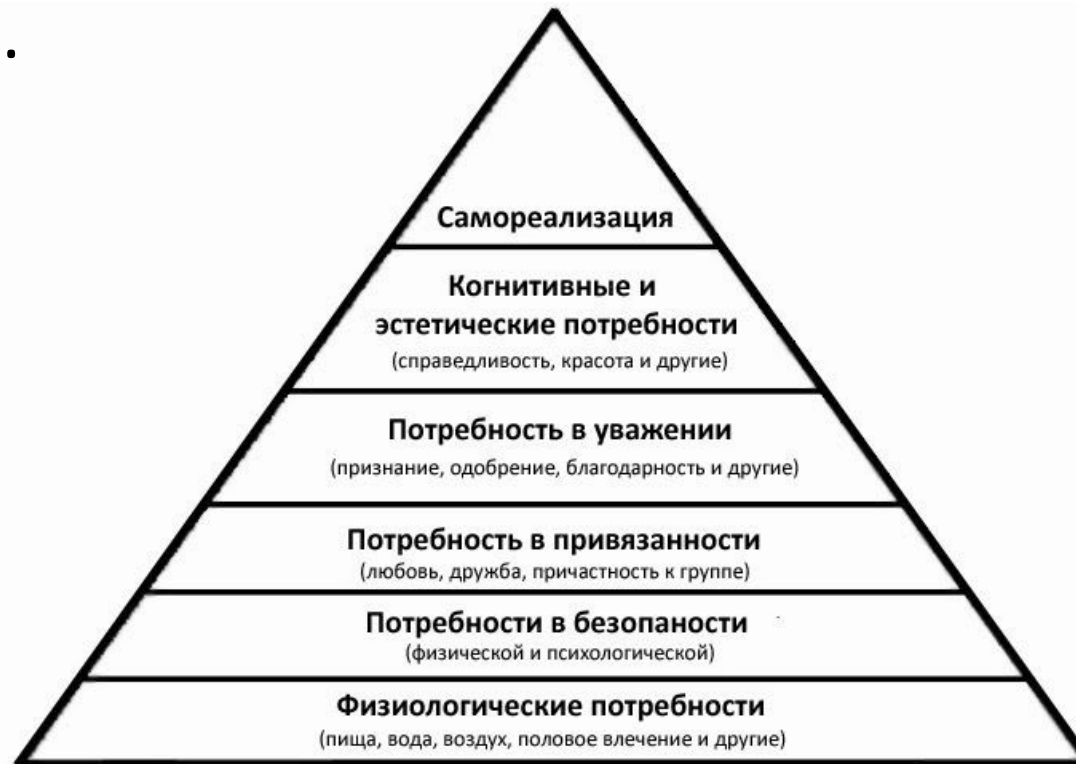 Самореализация
Когнитивные и
эстетические потребности
(справедливость, красота и другие)
Потребность в уважении
(признание, одобрение, благодарность и другие)
Потребность в привязанности
(любовь, дружба, причастность к группе)
Потребности в безопаности
(физической и психологической)
Физиологические потребности
(пища, вода, воздух, половое влечение и другие)